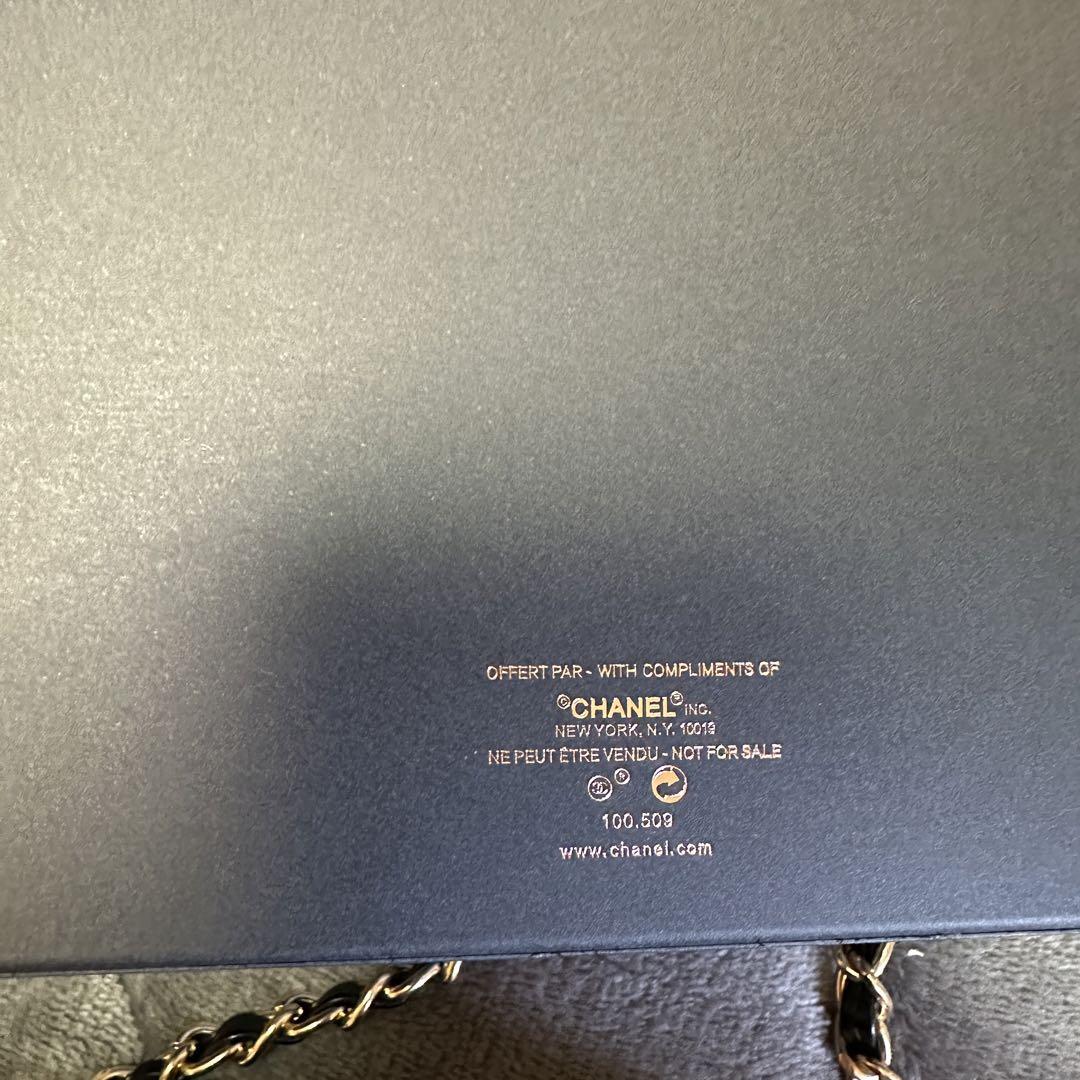 OFFERT PAR - WITH COMPLIMENTS OF
©CHANEL® INC.
NEW YORK, N.Y. 10019
NE PEUT ÊTRE VENDU - NOT FOR SALE
®
100.509
www.chanel.com